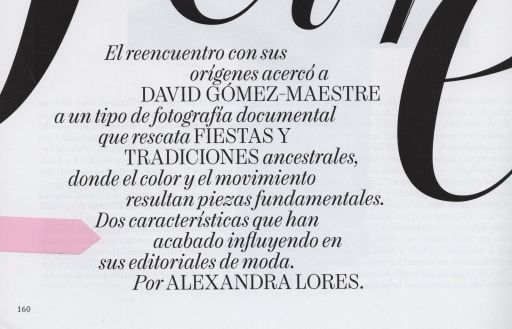 El reencuentro con sus
orígenes acercó a
DAVID GÓMEZ-MAESTRE
a un tipo de fotografía documental
que rescata FIESTAS Y
TRADICIONES ancestrales,
donde el color y el movimiento
resultan piezas fundamentales.
Dos características que han
acabado influyendo en
sus editoriales de moda.
Por ALEXANDRA LORES.
160